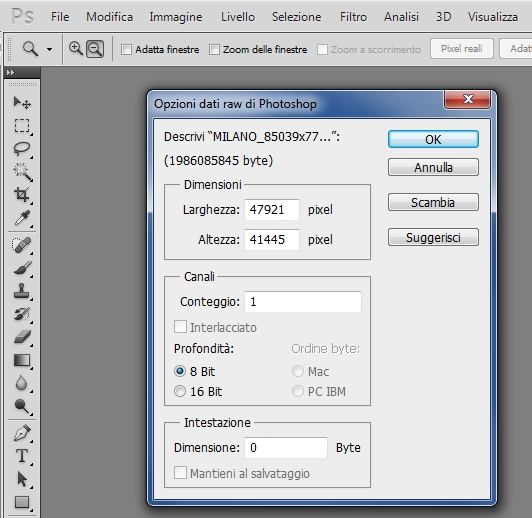 Ps File Modifica Immagine Livello Selezione Filtro Analisi 3D Visualizza
Adatta finestre Zoom delle finestre Zoom a scorrimento Pixel reali Adat
Opzioni dati raw di Photoshop
Descrivi “MILANO_85039x77...”:
(1986085845 byte)
OK
Annulla
Scambia
Suggerisci
Dimensioni
Larghezza: 47921 pixel
Altezza: 41445 pixel
Canali
Conteggio: 1
Interlacciato
Profondità: Ordine byte:
8 Bit Mac
16 Bit PC IBM
Intestazione
Dimensione: 0 Byte
Mantieni al salvataggio